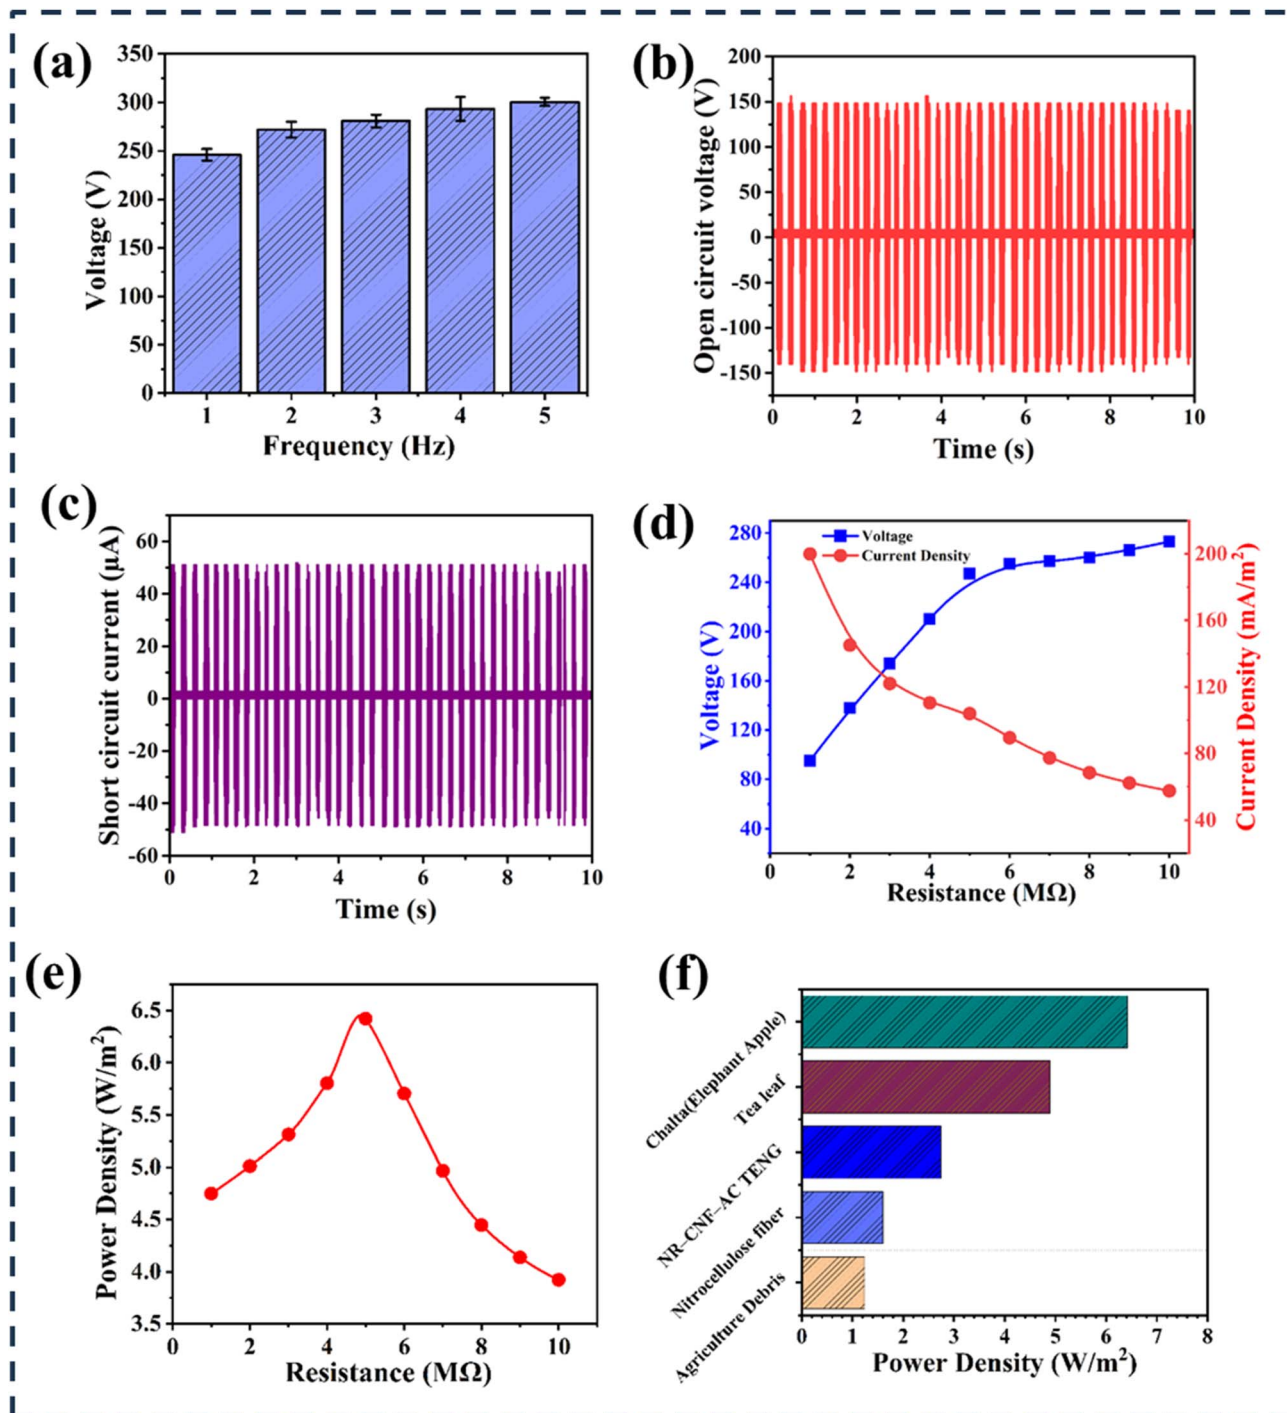 (a)
350
300
250
200
150
100
50
0
Voltage (V)
1 2 3 4 5
Frequency (Hz)
(b)
200
150
100
50
0
-50
-100
-150
Open circuit voltage (V)
0 2 4 6 8 10
Time (s)
(c)
60
40
20
0
-20
-40
-60
Short circuit current (µA)
0 2 4 6 8 10
Time (s)
(d)
Voltage
Current Density
280
240
200
160
120
80
40
Voltage (V)
200
160
120
80
40
Current Density (mA/m²)
0 2 4 6 8 10
Resistance (MΩ)
(e)
6.5
6.0
5.5
5.0
4.5
4.0
3.5
Power Density (W/m²)
0 2 4 6 8 10
Resistance (MΩ)
(f)
Chalta(Elephant Apple)
Tea leaf
NR–CNF–AC TENG
Nitrocellulose fiber
Agriculture Debris
0 1 2 3 4 5 6 7 8
Power Density (W/m²)